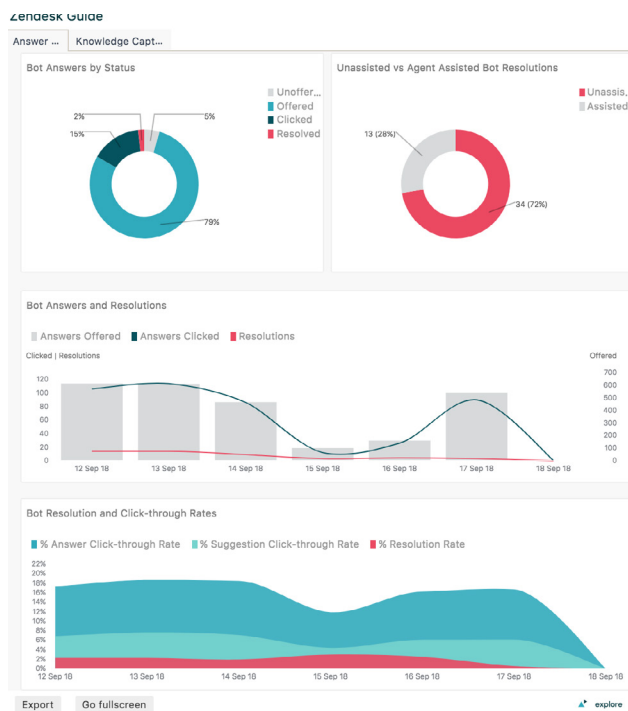 Zendesk Guide
Answer ... Knowledge Capt...
Bot Answers by Status
Unoffer...
Offered
Clicked
Resolved
2%
5%
15%
79%
Unassisted vs Agent Assisted Bot Resolutions
Unassis.
Assisted
13 (28%)
34 (72%)
Bot Answers and Resolutions
Answers Offered Answers Clicked Resolutions
Clicked | Resolutions Offered
120
100
80
60
40
20
0
700
600
500
400
300
200
100
0
12 Sep 18 13 Sep 18 14 Sep 18 15 Sep 18 16 Sep 18 17 Sep 18 18 Sep 18
Bot Resolution and Click-through Rates
% Answer Click-through Rate % Suggestion Click-through Rate % Resolution Rate
22%
20%
18%
16%
14%
12%
10%
8%
6%
4%
2%
0%
12 Sep 18 13 Sep 18 14 Sep 18 15 Sep 18 16 Sep 18 17 Sep 18 18 Sep 18
Export Go fullscreen explore